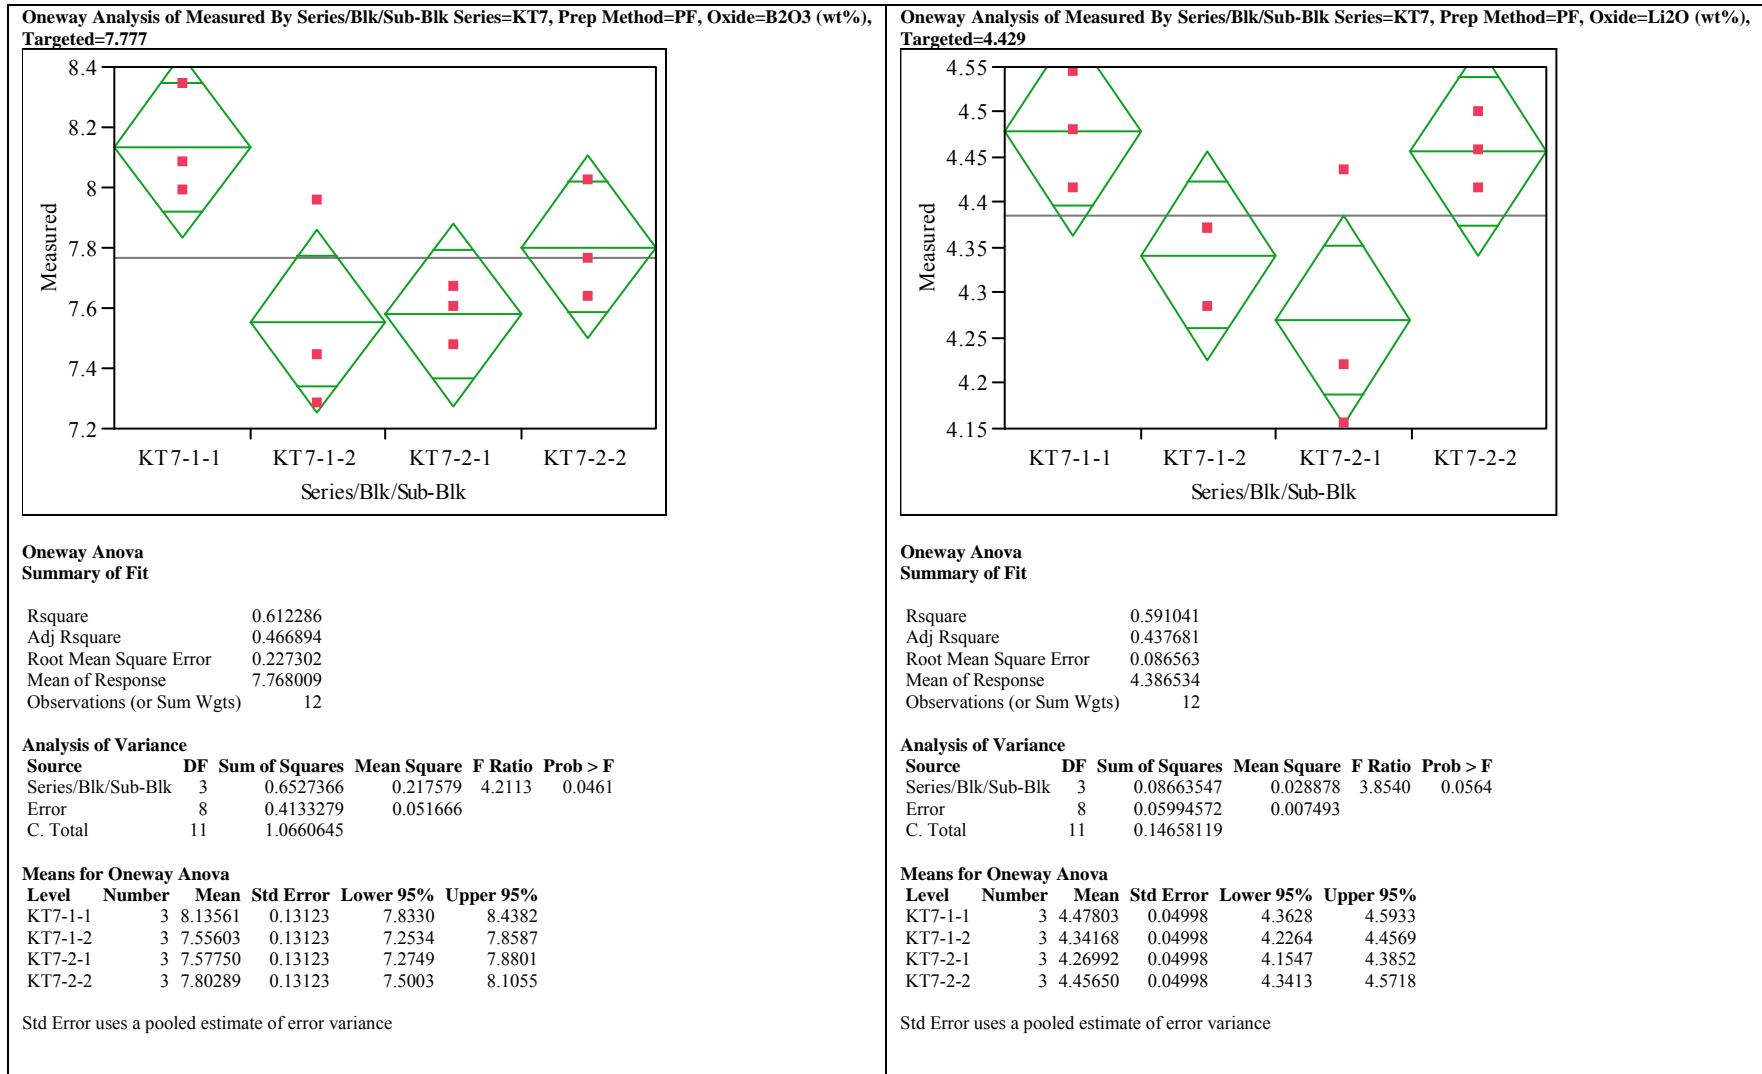 Oneway Analysis of Measured By Series/Blk/Sub-Blk Series=KT7, Prep Method=PF, Oxide=B2O3 (wt%),
Targeted=7.777
8.4
8.2
8
7.8
7.6
7.4
7.2
Measured
KT7-1-1 KT7-1-2 KT7-2-1 KT7-2-2
Series/Blk/Sub-Blk
Oneway Anova
Summary of Fit
Rsquare 0.612286
Adj Rsquare 0.466894
Root Mean Square Error 0.227302
Mean of Response 7.768009
Observations (or Sum Wgts) 12
Analysis of Variance
Source DF Sum of Squares Mean Square F Ratio Prob > F
Series/Blk/Sub-Blk 3 0.6527366 0.217579 4.2113 0.0461
Error 8 0.4133279 0.051666
C. Total 11 1.0660645
Means for Oneway Anova
Level Number Mean Std Error Lower 95% Upper 95%
KT7-1-1 3 8.13561 0.13123 7.8330 8.4382
KT7-1-2 3 7.55603 0.13123 7.2534 7.8587
KT7-2-1 3 7.57750 0.13123 7.2749 7.8801
KT7-2-2 3 7.80289 0.13123 7.5003 8.1055
Std Error uses a pooled estimate of error variance
Oneway Analysis of Measured By Series/Blk/Sub-Blk Series=KT7, Prep Method=PF, Oxide=Li2O (wt%),
Targeted=4.429
4.55
4.5
4.45
4.4
4.35
4.3
4.25
4.2
4.15
Measured
KT7-1-1 KT7-1-2 KT7-2-1 KT7-2-2
Series/Blk/Sub-Blk
Oneway Anova
Summary of Fit
Rsquare 0.591041
Adj Rsquare 0.437681
Root Mean Square Error 0.086563
Mean of Response 4.386534
Observations (or Sum Wgts) 12
Analysis of Variance
Source DF Sum of Squares Mean Square F Ratio Prob > F
Series/Blk/Sub-Blk 3 0.08663547 0.028878 3.8540 0.0564
Error 8 0.05994572 0.007493
C. Total 11 0.14658119
Means for Oneway Anova
Level Number Mean Std Error Lower 95% Upper 95%
KT7-1-1 3 4.47803 0.04998 4.3628 4.5933
KT7-1-2 3 4.34168 0.04998 4.2264 4.4569
KT7-2-1 3 4.26992 0.04998 4.1547 4.3852
KT7-2-2 3 4.45650 0.04998 4.3413 4.5718
Std Error uses a pooled estimate of error variance